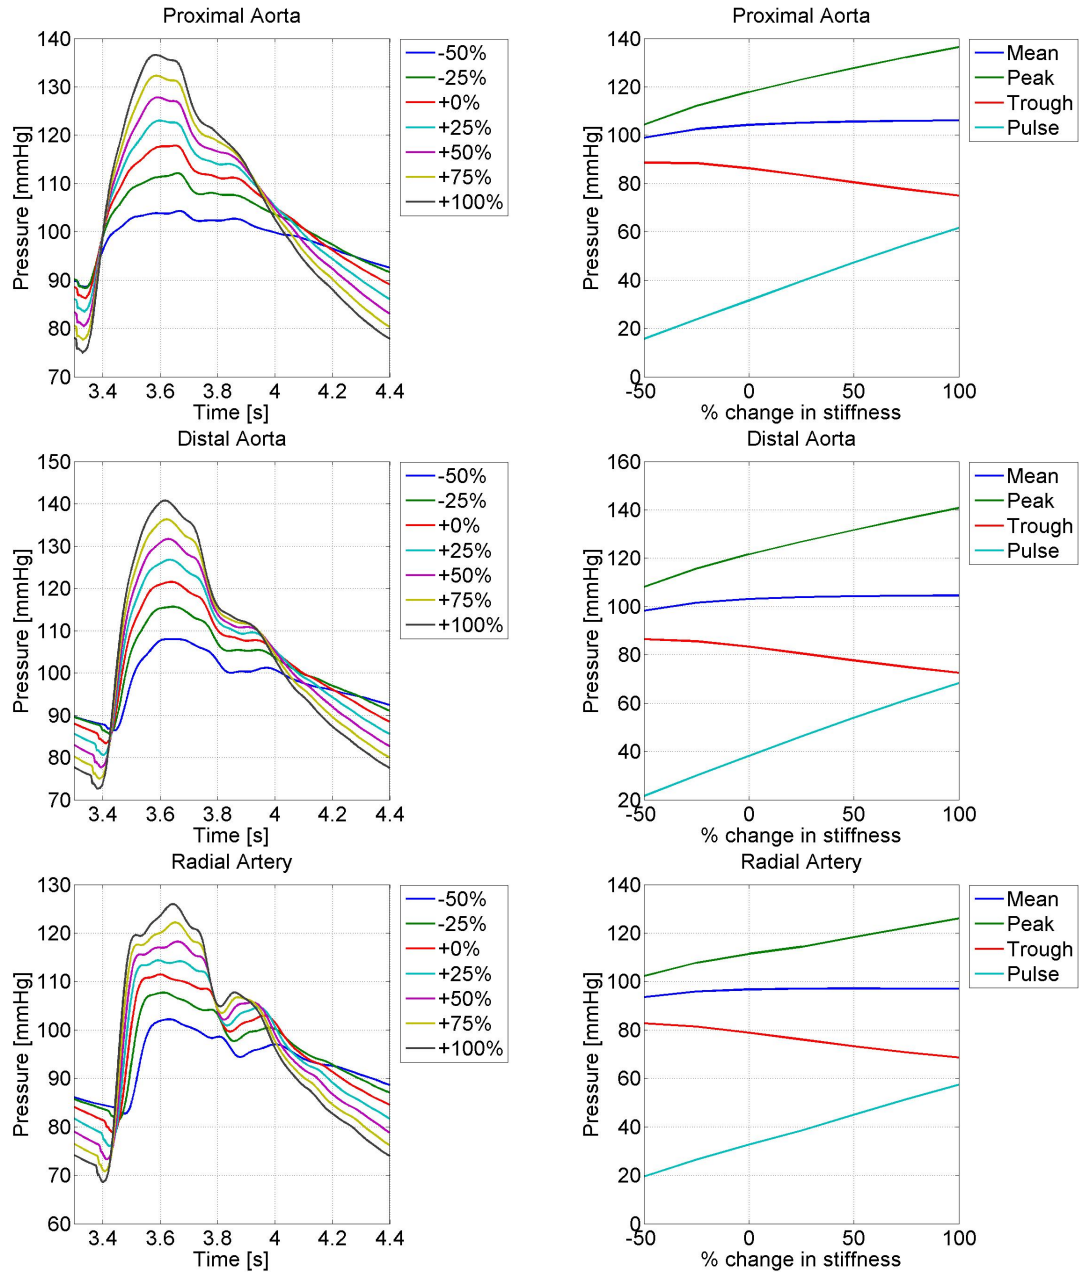 Proximal Aorta
Pressure [mmHg]
140
130
120
110
100
90
80
70
3.4 3.6 3.8 4 4.2 4.4
Time [s]
-50%
-25%
+0%
+25%
+50%
+75%
+100%
Proximal Aorta
Pressure [mmHg]
140
120
100
80
60
40
20
0
-50 0 50 100
% change in stiffness
Mean
Peak
Trough
Pulse
Distal Aorta
Pressure [mmHg]
150
140
130
120
110
100
90
80
70
3.4 3.6 3.8 4 4.2 4.4
Time [s]
-50%
-25%
+0%
+25%
+50%
+75%
+100%
Distal Aorta
Pressure [mmHg]
160
140
120
100
80
60
40
20
-50 0 50 100
% change in stiffness
Mean
Peak
Trough
Pulse
Radial Artery
Pressure [mmHg]
130
120
110
100
90
80
70
60
3.4 3.6 3.8 4 4.2 4.4
Time [s]
-50%
-25%
+0%
+25%
+50%
+75%
+100%
Radial Artery
Pressure [mmHg]
140
120
100
80
60
40
20
0
-50 0 50 100
% change in stiffness
Mean
Peak
Trough
Pulse